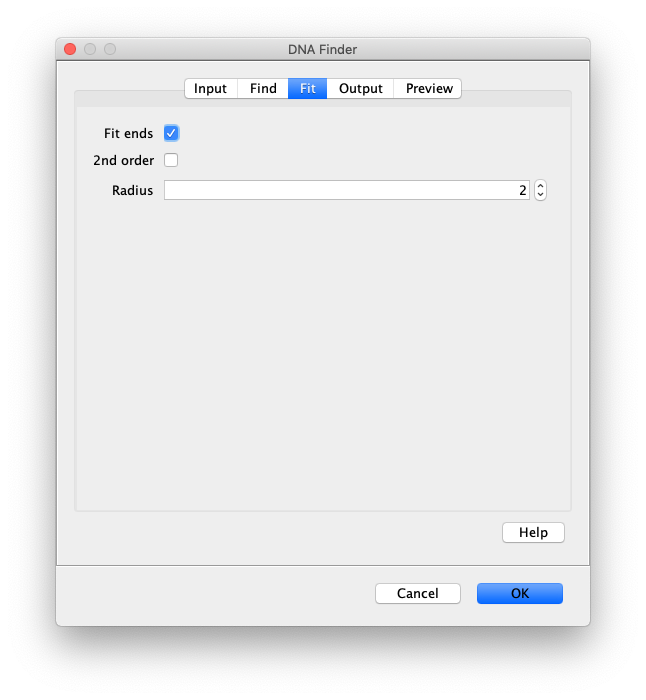 DNA Finder
Input Find Fit Output Preview
Fit ends
2nd order
Radius 2
Help
Cancel OK